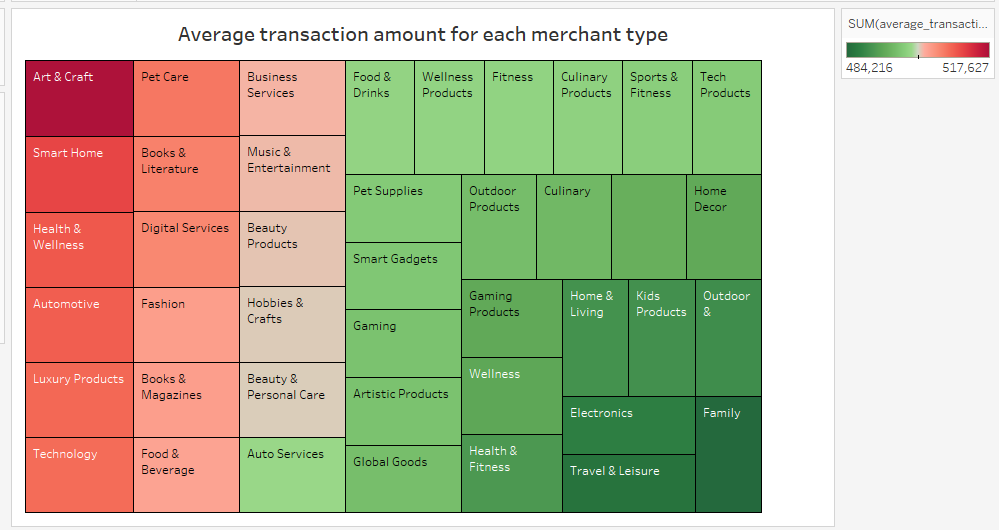 Average transaction amount for each merchant type
SUM(average_transacti...
484,216
517,627
Art & Craft
Smart Home
Health &
Wellness
Automotive
Luxury Products
Technology
Pet Care
Books &
Literature
Digital Services
Fashion
Books &
Magazines
Food &
Beverage
Business
Services
Music &
Entertainment
Beauty
Products
Hobbies &
Crafts
Beauty &
Personal Care
Auto Services
Food &
Drinks
Wellness
Products
Fitness
Culinary
Products
Sports &
Fitness
Tech
Products
Pet Supplies
Smart Gadgets
Gaming
Artistic Products
Global Goods
Outdoor
Products
Culinary
Home
Decor
Gaming
Products
Wellness
Health &
Fitness
Home &
Living
Kids
Products
Outdoor
&
Electronics
Travel & Leisure
Family